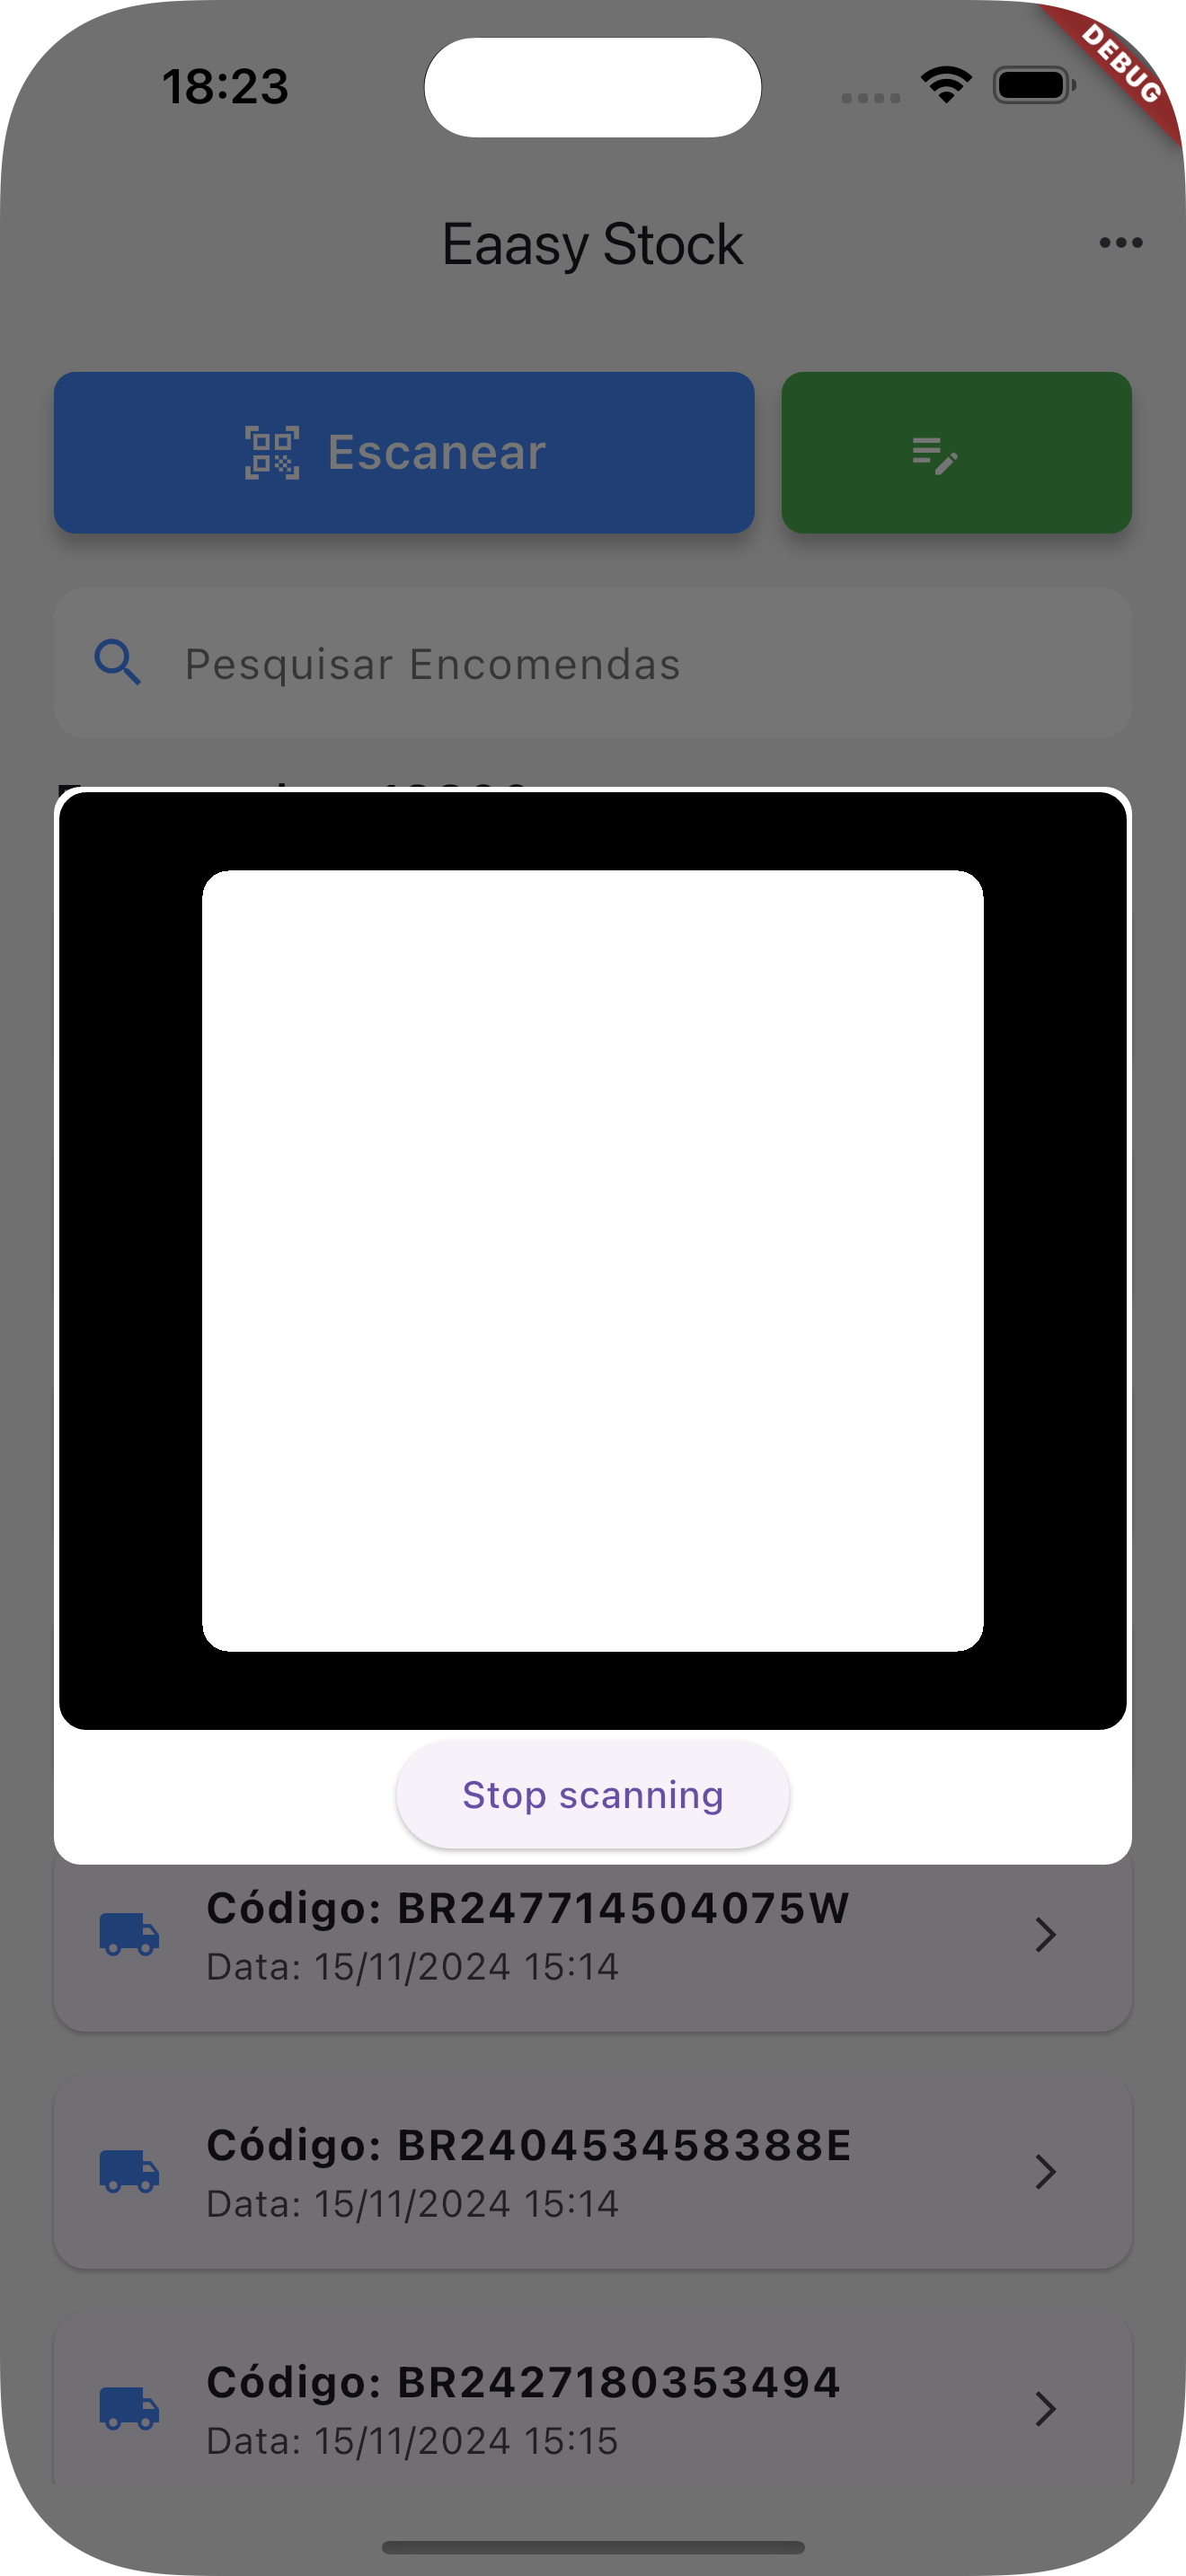 18:23
DEBUG
Eaasy Stock
Escanear
Pesquisar Encomendas
Stop scanning
Código: BR247714504075W
Data: 15/11/2024 15:14
Código: BR240453458388E
Data: 15/11/2024 15:14
Código: BR2427180353494
Data: 15/11/2024 15:15